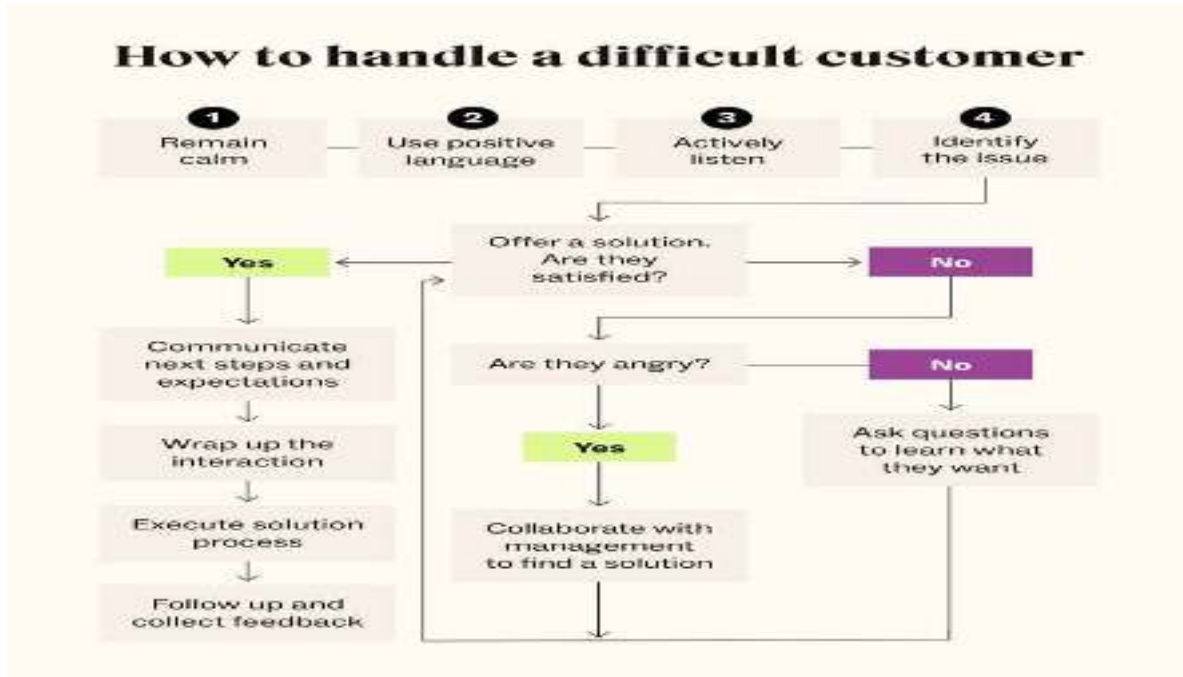 How to handle a difficult customer
1
Remain
calm
2
Use positive
language
3
Actively
listen
4
Identify
the issue
Offer a solution.
Are they
satisfied?
Yes
No
Communicate
next steps and
expectations
Wrap up the
interaction
Execute solution
process
Follow up and
collect feedback
Are they angry?
No
Yes
Ask questions
to learn what
they want
Collaborate with
management
to find a solution